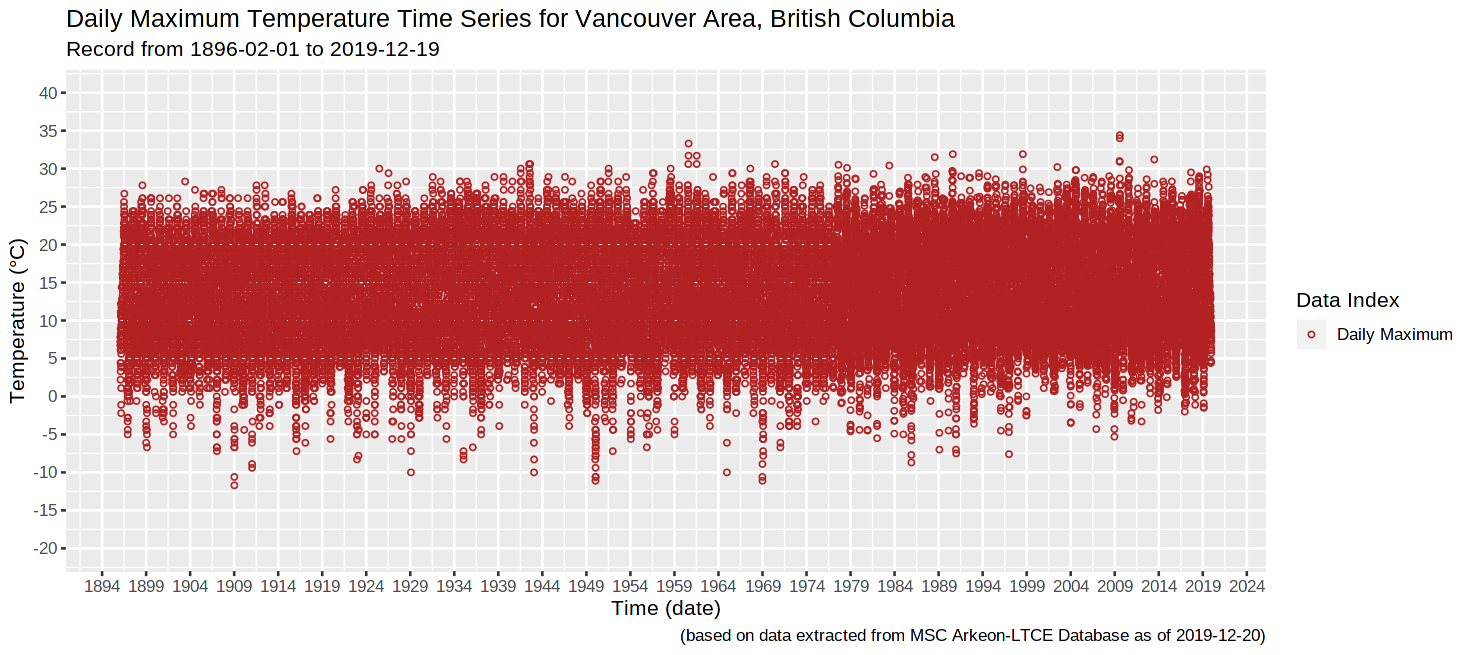 Daily Maximum Temperature Time Series for Vancouver Area, British Columbia
Record from 1896-02-01 to 2019-12-19
40
35
30
25
20
15
10
5
0
-5
-10
-15
-20
Temperature (°C)
1894 1899 1904 1909 1914 1919 1924 1929 1934 1939 1944 1949 1954 1959 1964 1969 1974 1979 1984 1989 1994 1999 2004 2009 2014 2019 2024
Time (date)
Data Index
Daily Maximum
(based on data extracted from MSC Arkeon-LTCE Database as of 2019-12-20)